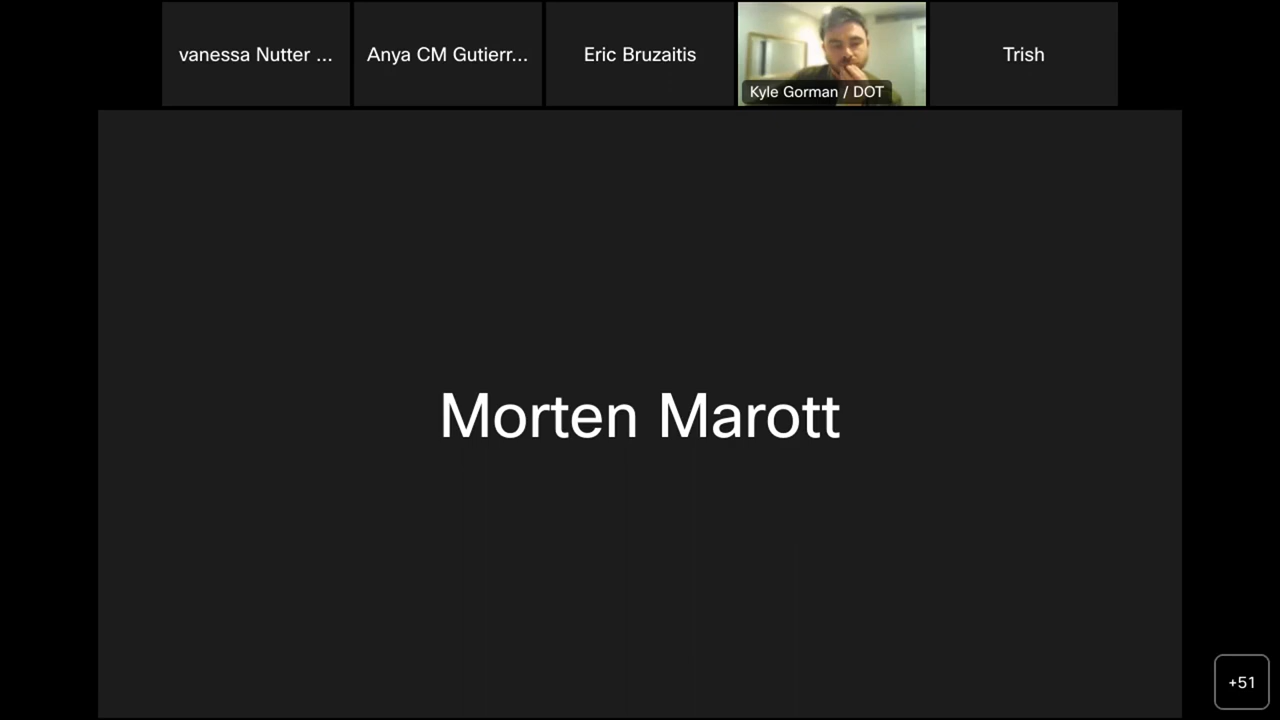 vanessa Nutter ...
Anya CM Gutierr...
Eric Bruzaitis
Kyle Gorman / DOT
Trish
Morten Marott
+51